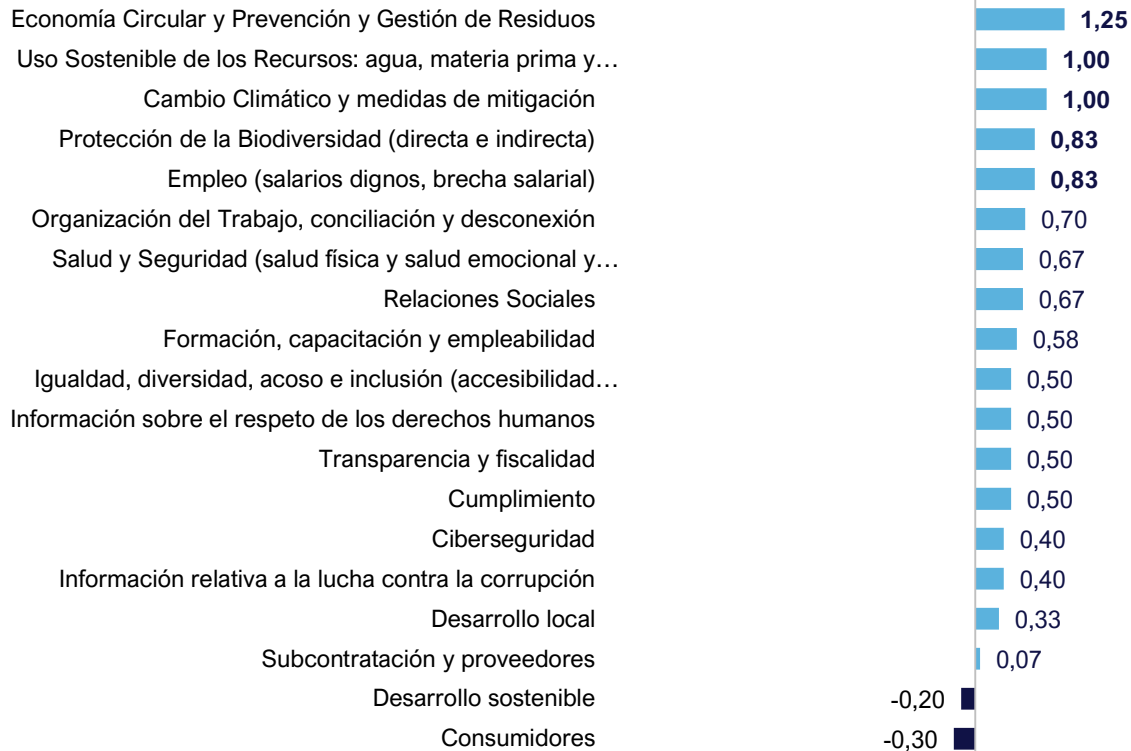 Economía Circular y Prevención y Gestión de Residuos 1,25
Uso Sostenible de los Recursos: agua, materia prima y… 1,00
Cambio Climático y medidas de mitigación 1,00
Protección de la Biodiversidad (directa e indirecta) 0,83
Empleo (salarios dignos, brecha salarial) 0,83
Organización del Trabajo, conciliación y desconexión 0,70
Salud y Seguridad (salud física y salud emocional y… 0,67
Relaciones Sociales 0,67
Formación, capacitación y empleabilidad 0,58
Igualdad, diversidad, acoso e inclusión (accesibilidad… 0,50
Información sobre el respeto de los derechos humanos 0,50
Transparencia y fiscalidad 0,50
Cumplimiento 0,50
Ciberseguridad 0,40
Información relativa a la lucha contra la corrupción 0,40
Desarrollo local 0,33
Subcontratación y proveedores 0,07
Desarrollo sostenible -0,20
Consumidores -0,30